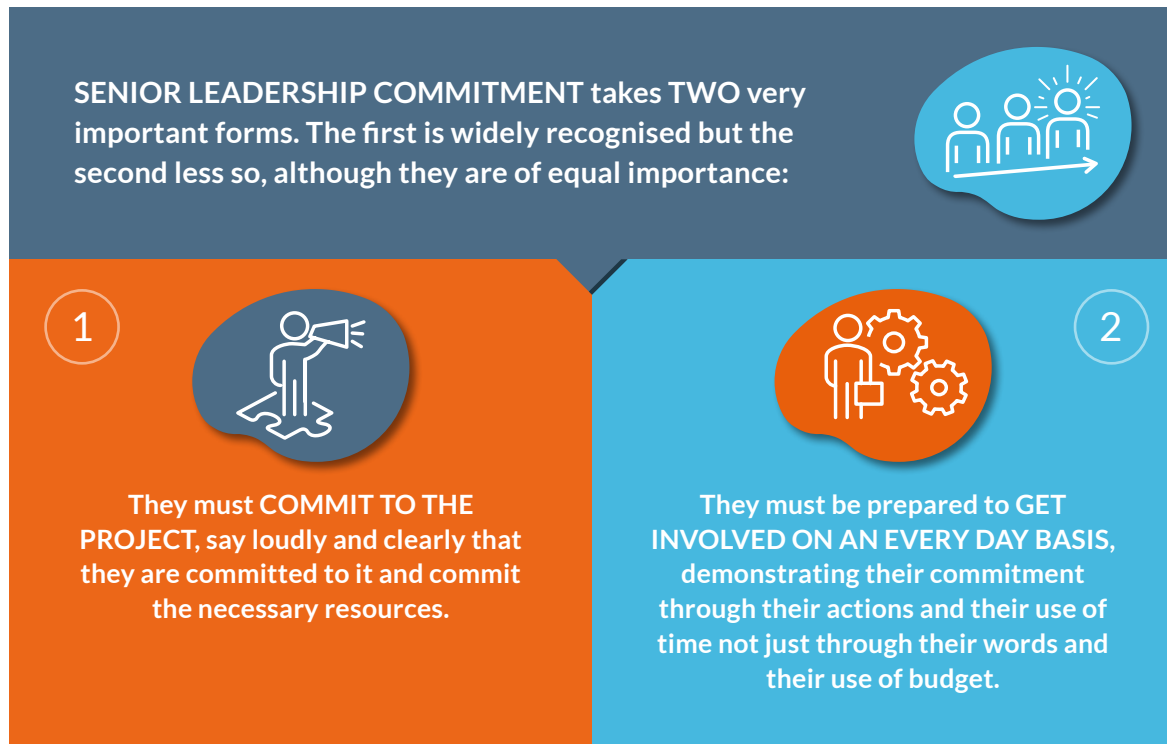 SENIOR LEADERSHIP COMMITMENT takes TWO very
important forms. The first is widely recognised but the
second less so, although they are of equal importance:
1
They must COMMIT TO THE
PROJECT, say loudly and clearly that
they are committed to it and commit
the necessary resources.
2
They must be prepared to GET
INVOLVED ON AN EVERY DAY BASIS,
demonstrating their commitment
through their actions and their use of
time not just through their words and
their use of budget.